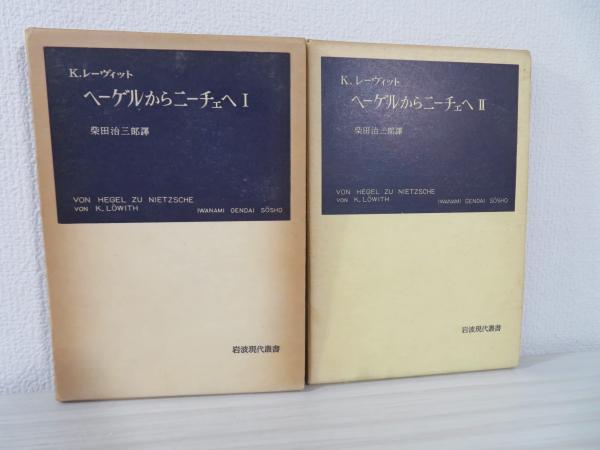 K.レーヴィット
ヘーゲルからニーチェへ I
柴田治三郎譯
VON HEGEL ZU NIETZSCHE
VON K. LÖWITH IWANAMI GENDAI SŌSHO
岩波現代叢書
K.レーヴィット
ヘーゲルからニーチェへ II
柴田治三郎譯
VON HEGEL ZU NIETZSCHE
VON K. LÖWITH IWANAMI GENDAI SŌSHO
岩波現代叢書